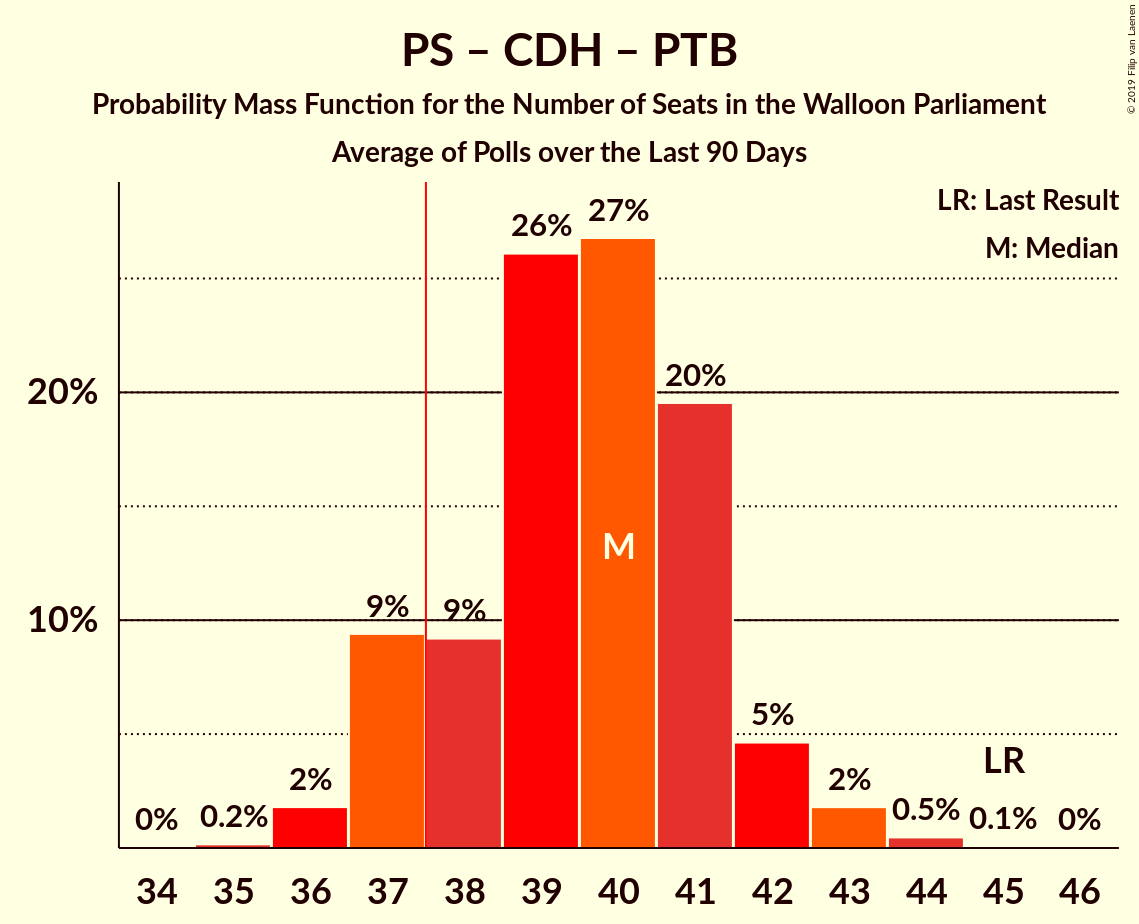 PS – CDH – PTB
Probability Mass Function for the Number of Seats in the Walloon Parliament
Average of Polls over the Last 90 Days
© 2019 Filip van Laenen
LR: Last Result
M: Median
27%
26%
20%
20%
M
9%
9%
10%
5%
LR
2%
2%
0%
0.2%
0.5%
0.1%
0%
34 35 36 37 38 39 40 41 42 43 44 45 46